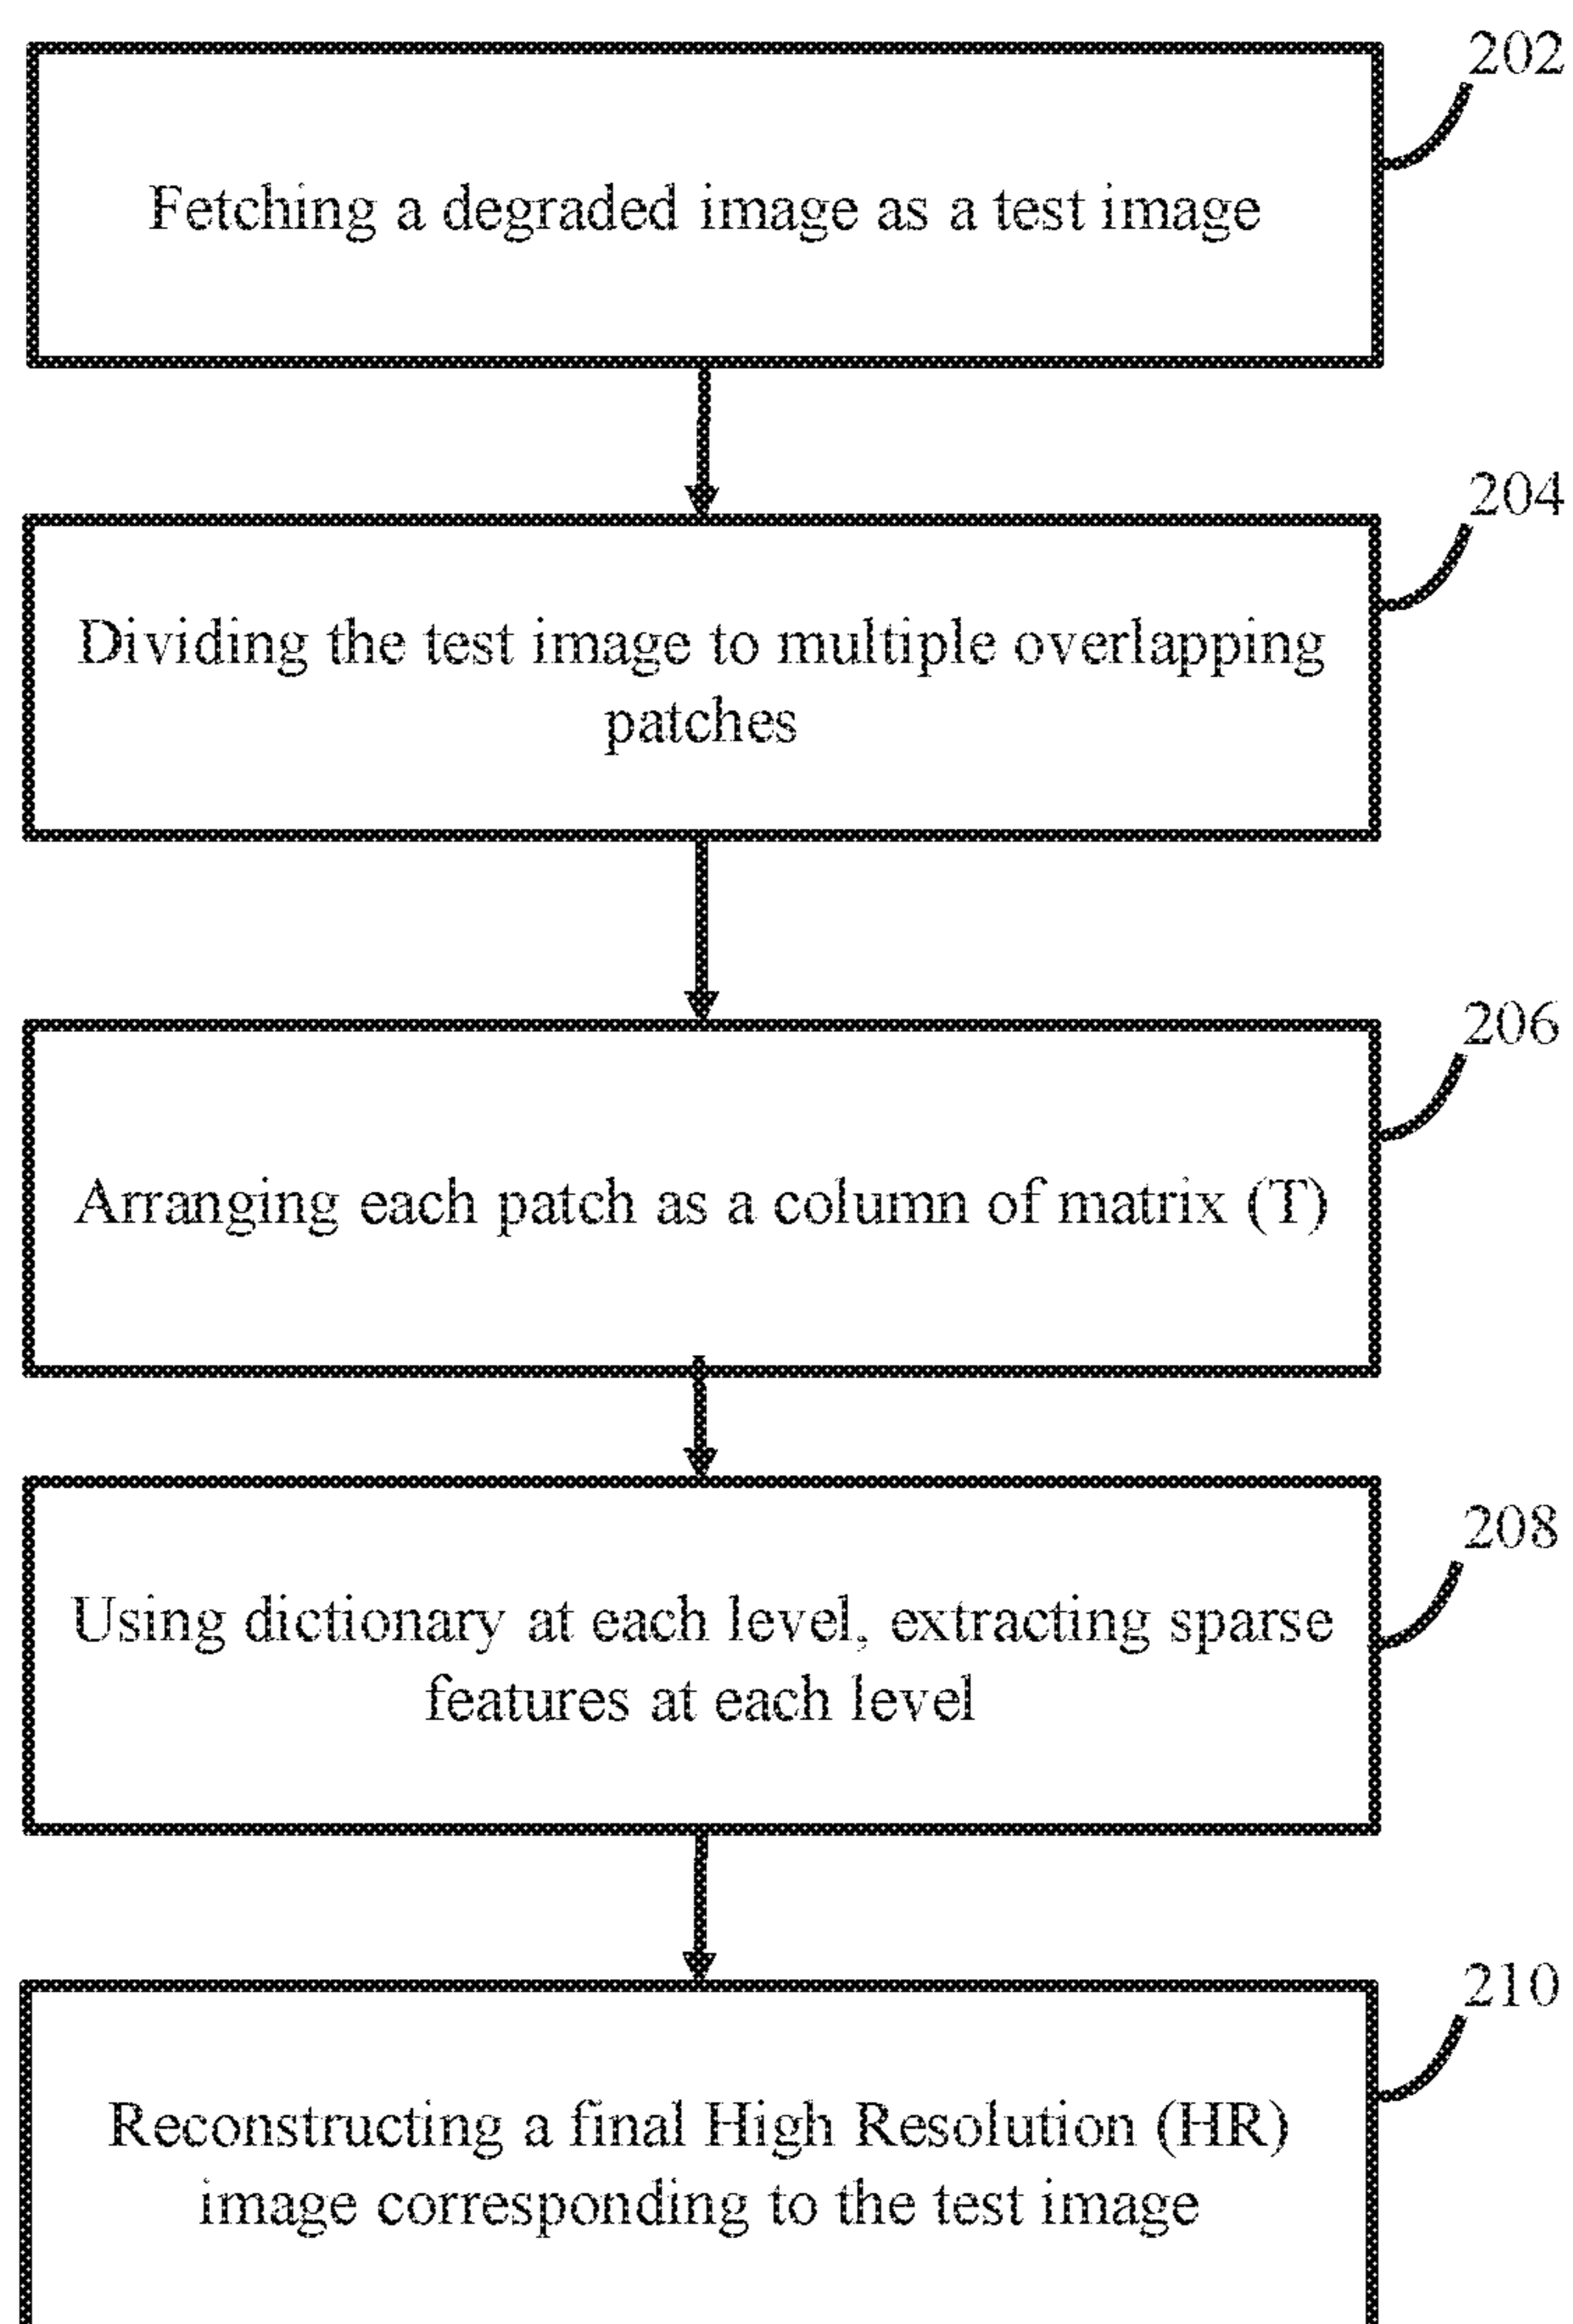 202
Fetching a degraded image as a test image
204
Dividing the test image to multiple overlapping
patches
206
Arranging each patch as a column of matrix (T)
208
Using dictionary at each level, extracting sparse
features at each level
210
Reconstructing a final High Resolution (HR)
image corresponding to the test image